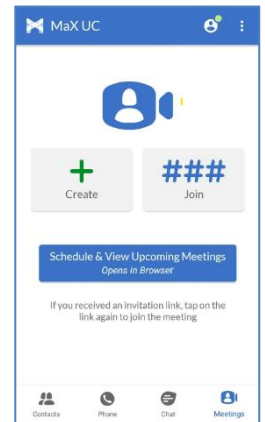 MaX UC
###
Create
Join
Schedule & View Upcoming Meetings
Opens in Browser
If you received an invitation link, tap on the
link again to join the meeting
Contacts
Phone
Chat
Meetings